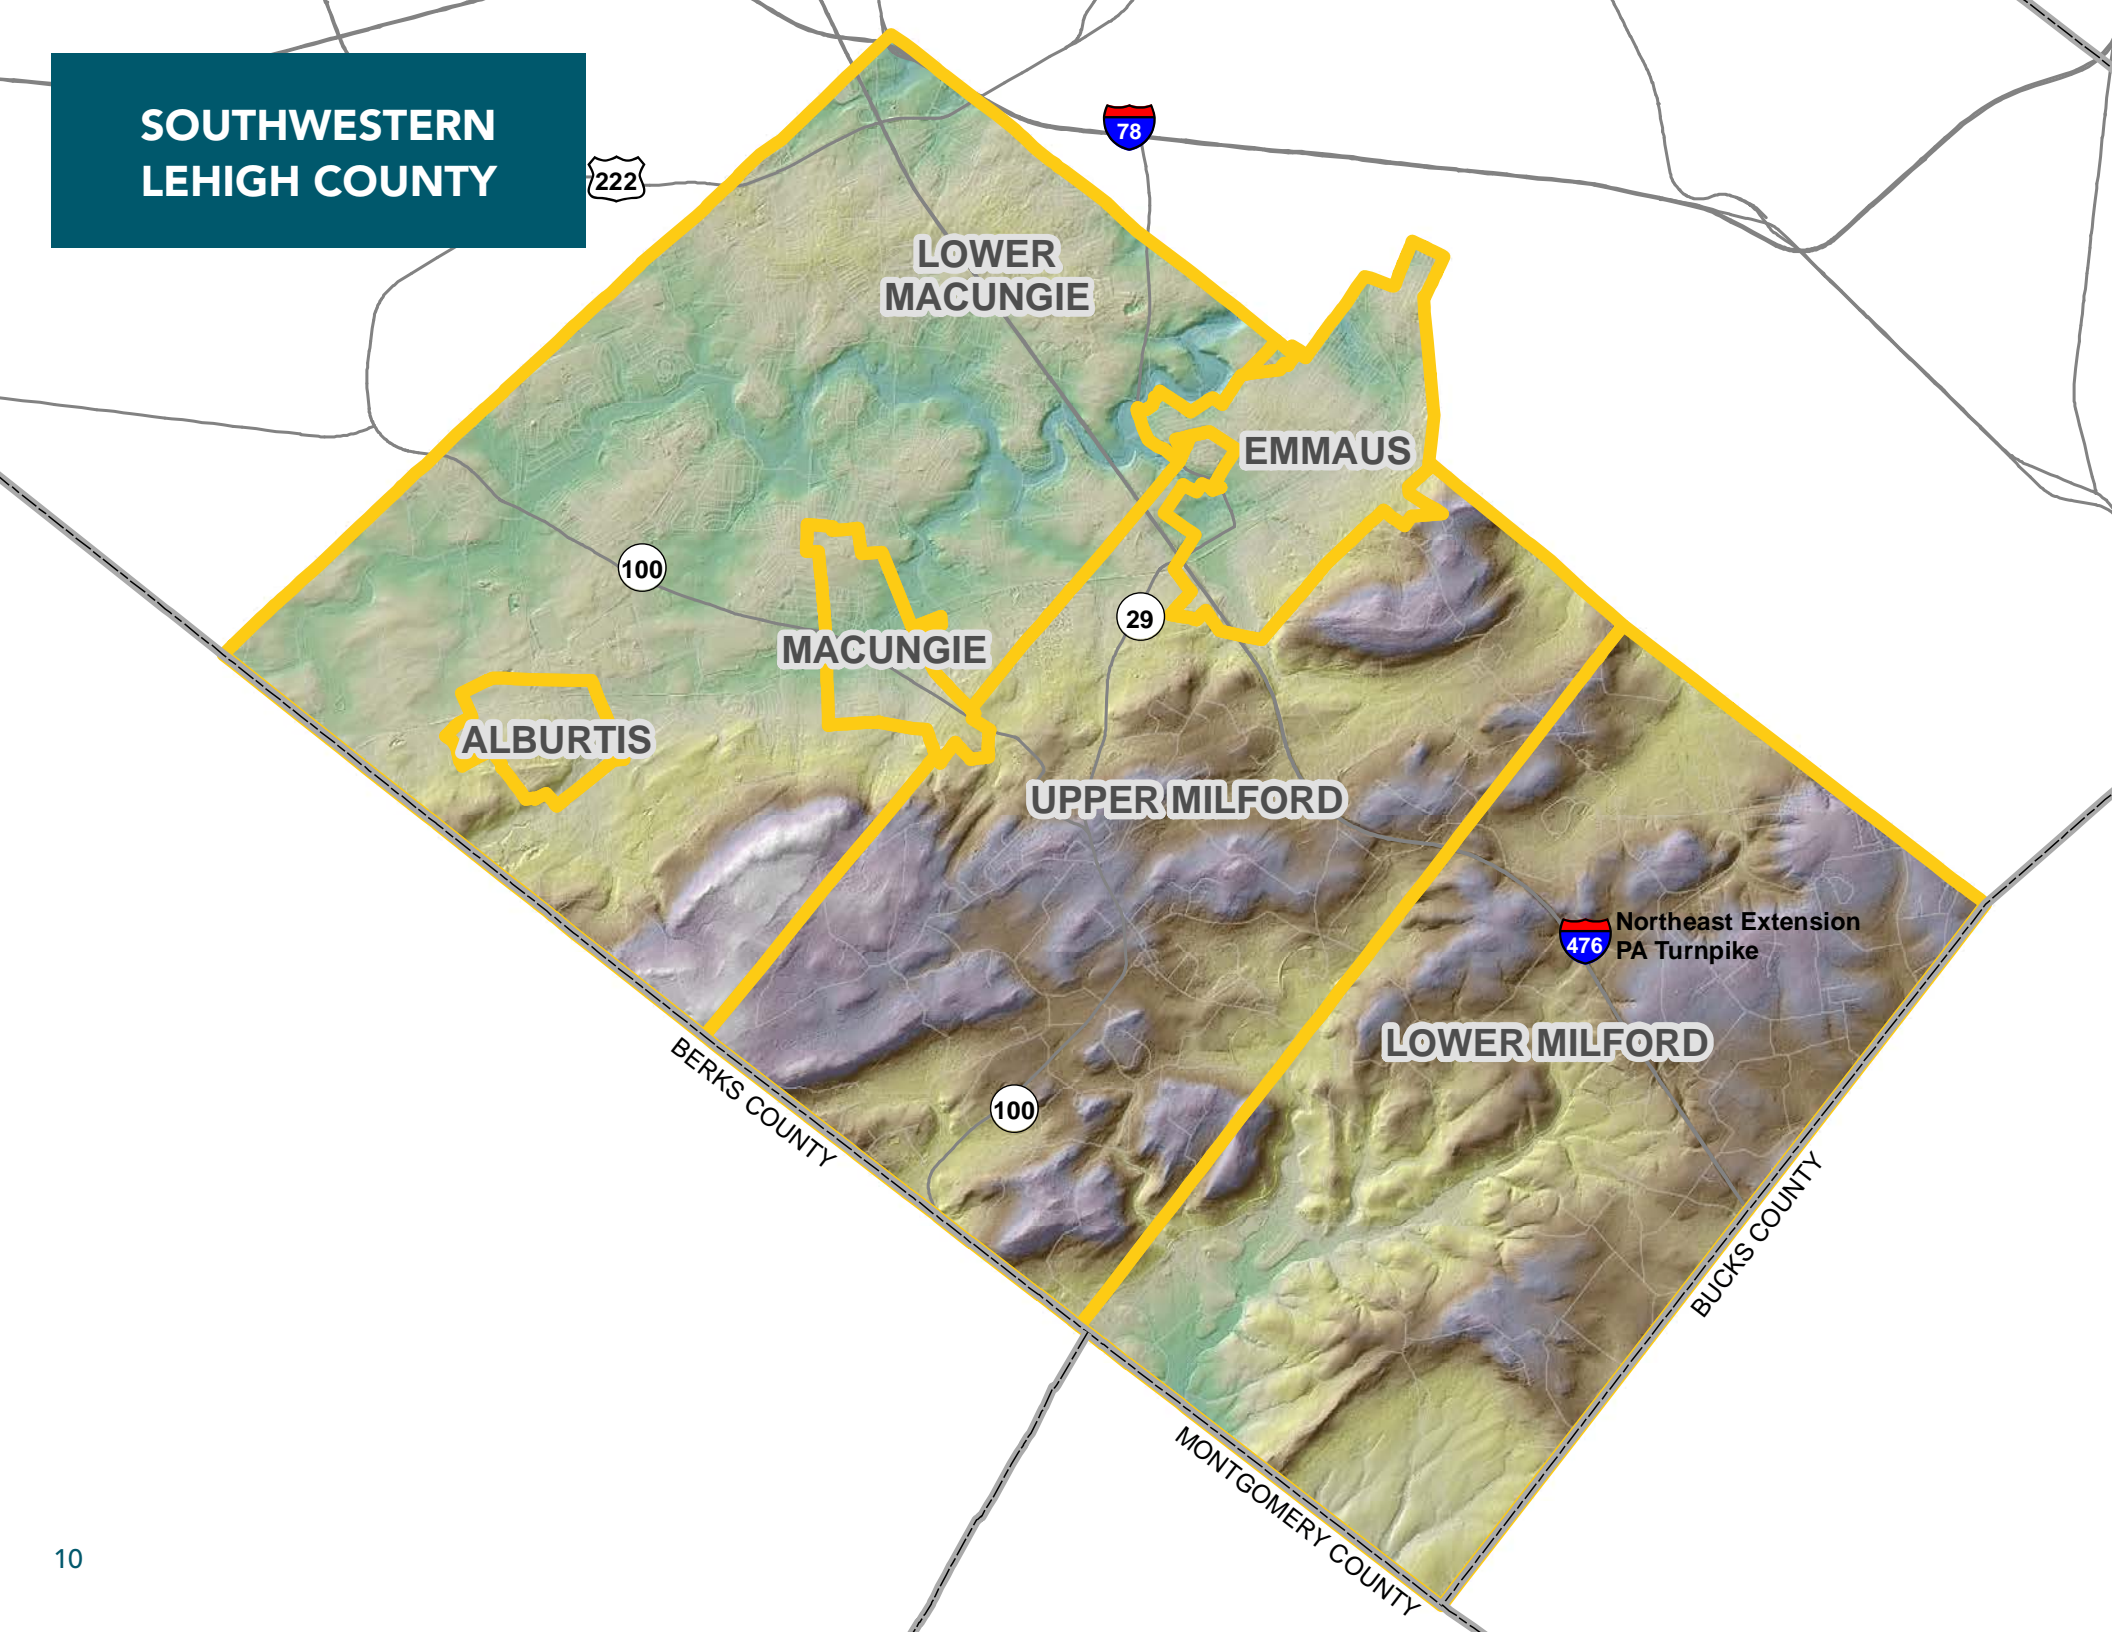 SOUTHWESTERN
LEHIGH COUNTY
78
222
LOWER
MACUNGIE
EMMAUS
100
29
MACUNGIE
ALBURTIS
UPPER MILFORD
476
Northeast Extension
PA Turnpike
LOWER MILFORD
BERKS COUNTY
100
BUCKS COUNTY
MONTGOMERY COUNTY
10